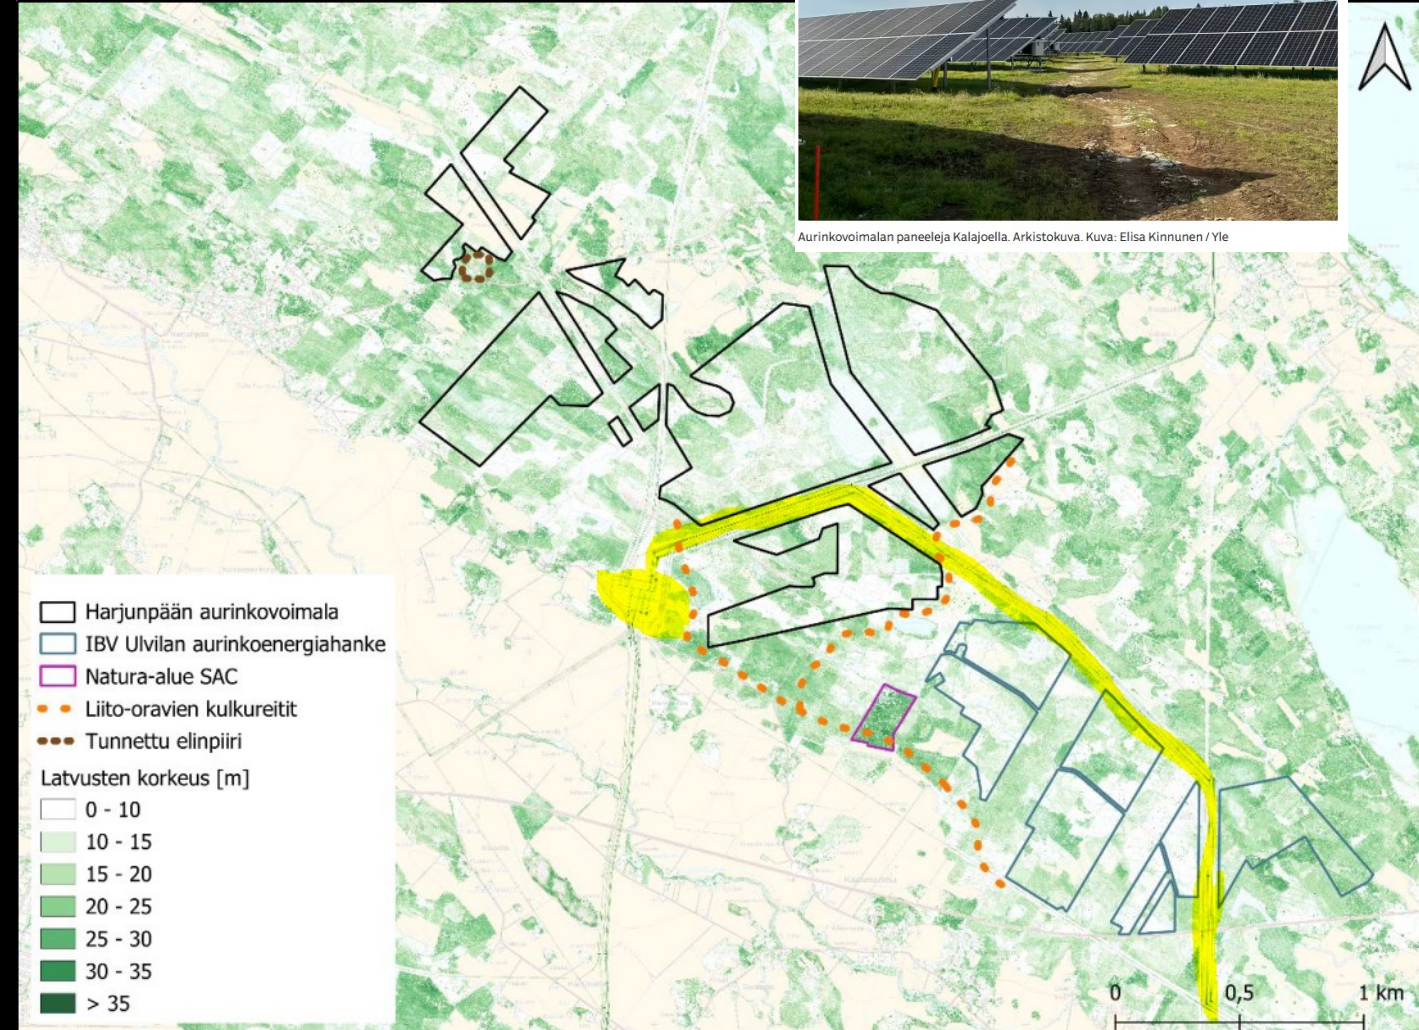 Aurinkovoimalan paneeleja Kalajoella. Arkistokuva. Kuva: Elisa Kinnunen / Yle
Harjunpään aurinkovoimala
IBV Ulvilan aurinkoenergiahanke
Natura-alue SAC
Liito-oravien kulkureitit
Tunnettu elinpiiri
Latvusten korkeus [m]
0 - 10
10 - 15
15 - 20
20 - 25
25 - 30
30 - 35
> 35
0 0,5 1 km